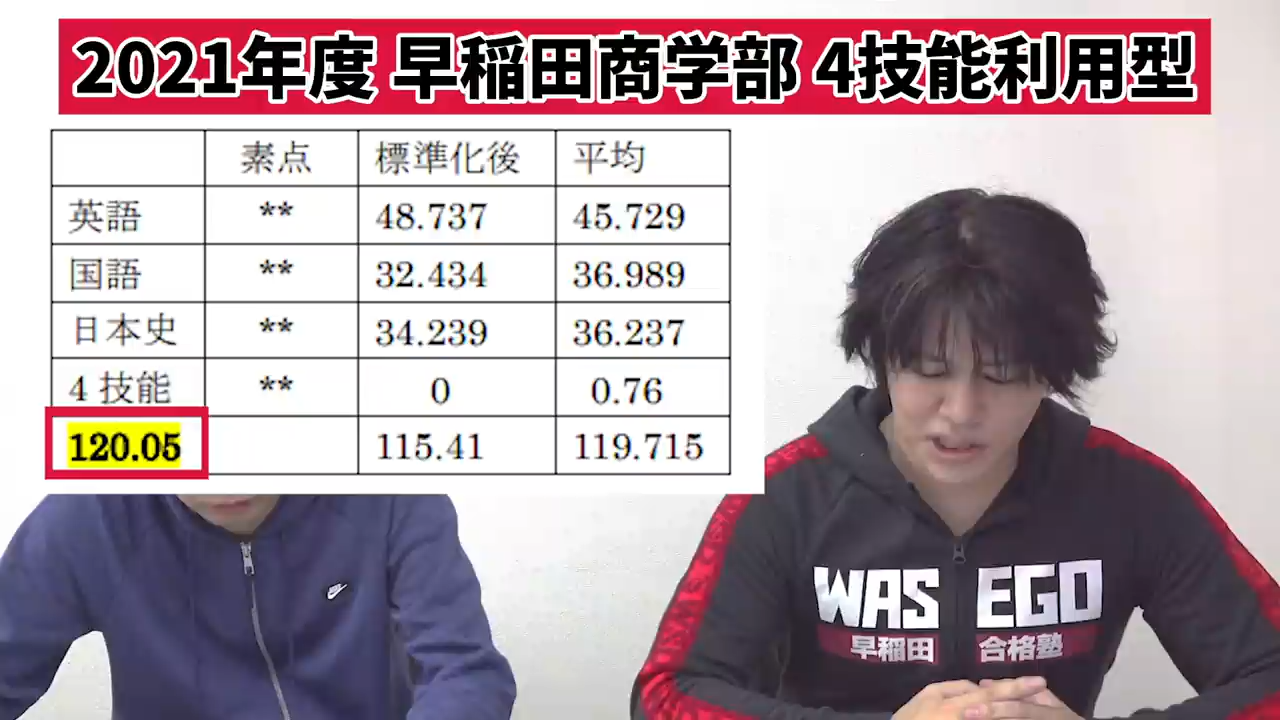 2021年度 早稲田商学部 4技能利用型
素点 標準化後 平均
英語 ** 48.737 45.729
国語 ** 32.434 36.989
日本史 ** 34.239 36.237
4 技能 ** 0 0.76
120.05 115.41 119.715
WASEGO
早稲田 合格塾